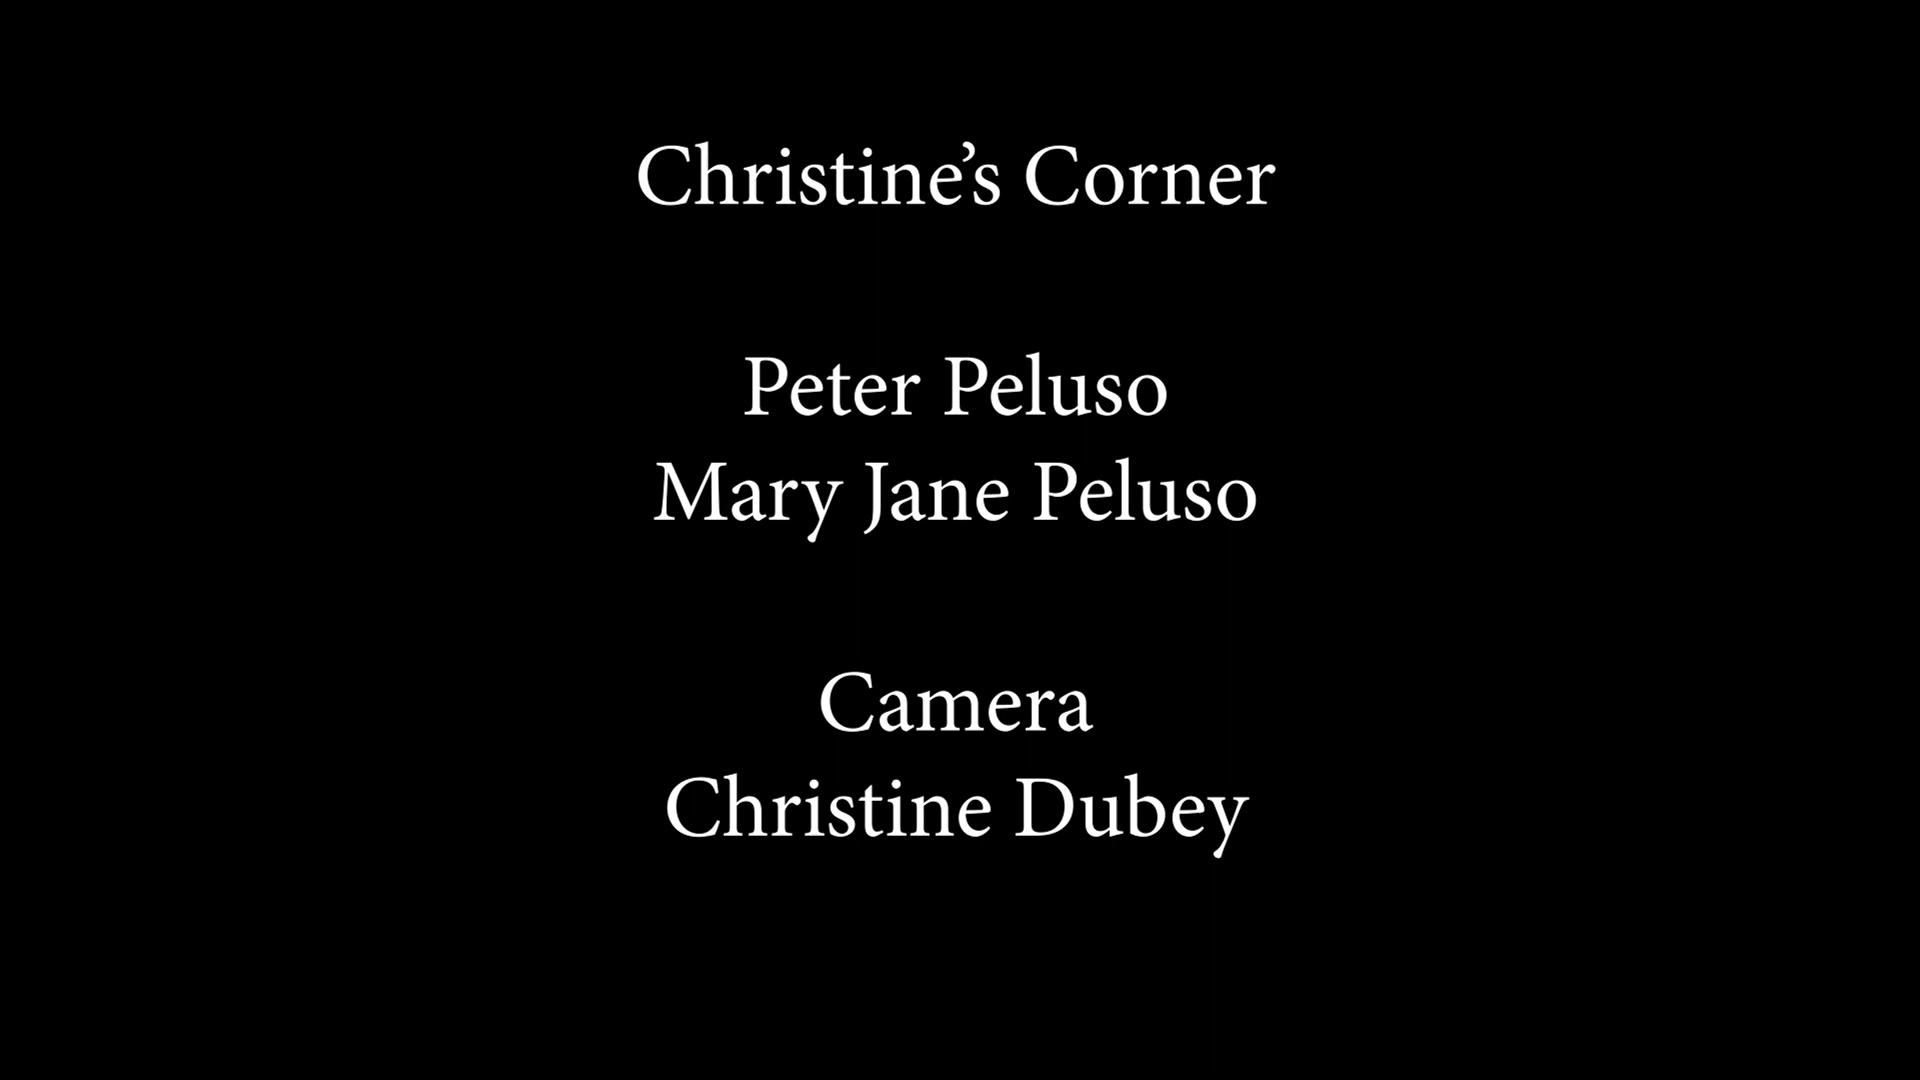 Christine’s Corner
Peter Peluso
Mary Jane Peluso
Camera
Christine Dubey